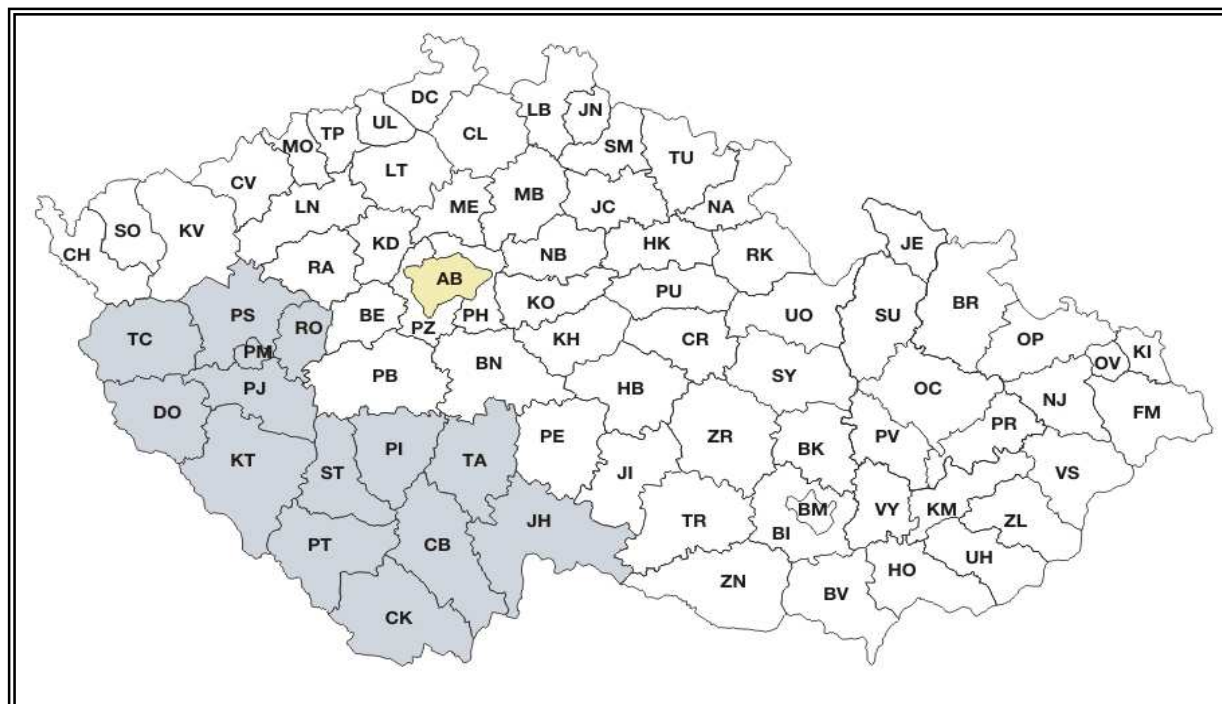 DC
LB
JN
UL
TP
CL
MO
SM
TU
LT
CV
MB
LN
ME
JC
NA
SO
KV
KD
HK
JE
CH
NB
RK
RA
AB
PU
BR
KO
PS
BE
PH
UO
SU
RO
PZ
TC
KH
CR
OP
KI
PM
OV
BN
PB
SY
PJ
HB
OC
NJ
DO
FM
PR
PE
ZR
PV
PI
TA
BK
KT
ST
JI
VS
BM
VY
KM
JH
TR
ZL
BI
PT
CB
UH
HO
ZN
BV
CK